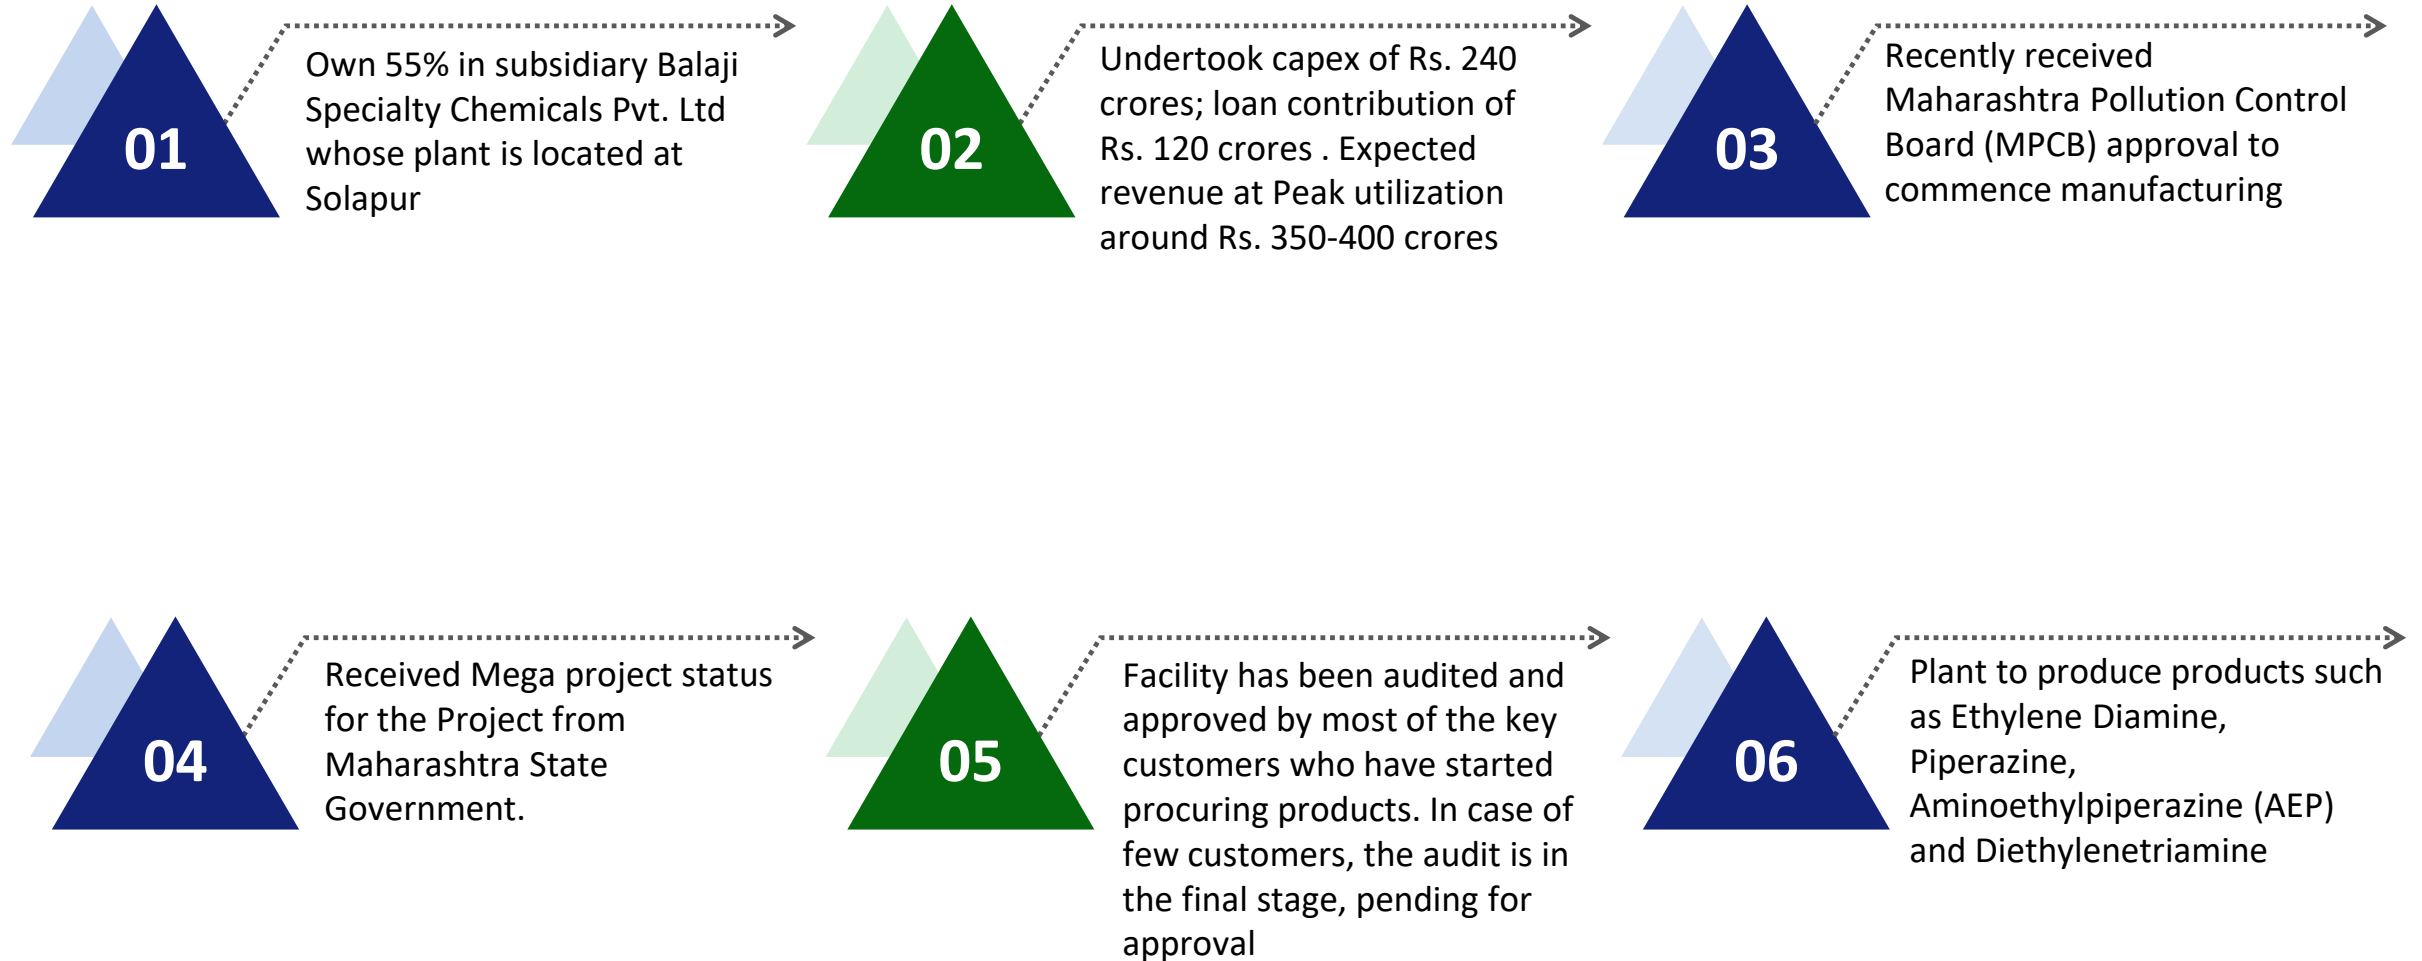 01
Own 55% in subsidiary Balaji
Specialty Chemicals Pvt. Ltd
whose plant is located at
Solapur
02
Undertook capex of Rs. 240
crores; loan contribution of
Rs. 120 crores . Expected
revenue at Peak utilization
around Rs. 350-400 crores
03
Recently received
Maharashtra Pollution Control
Board (MPCB) approval to
commence manufacturing
04
Received Mega project status
for the Project from
Maharashtra State
Government.
05
Facility has been audited and
approved by most of the key
customers who have started
procuring products. In case of
few customers, the audit is in
the final stage, pending for
approval
06
Plant to produce products such
as Ethylene Diamine,
Piperazine,
Aminoethylpiperazine (AEP)
and Diethylenetriamine